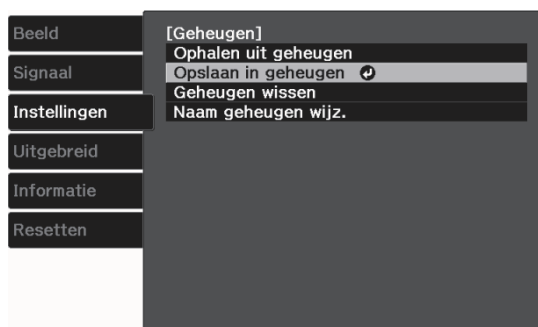 Beeld
Signaal
Instellingen
Uitgebreid
Informatie
Resetten
[Geheugen]
Ophalen uit geheugen
Opslaan in geheugen
Geheugen wissen
Naam geheugen wijz.